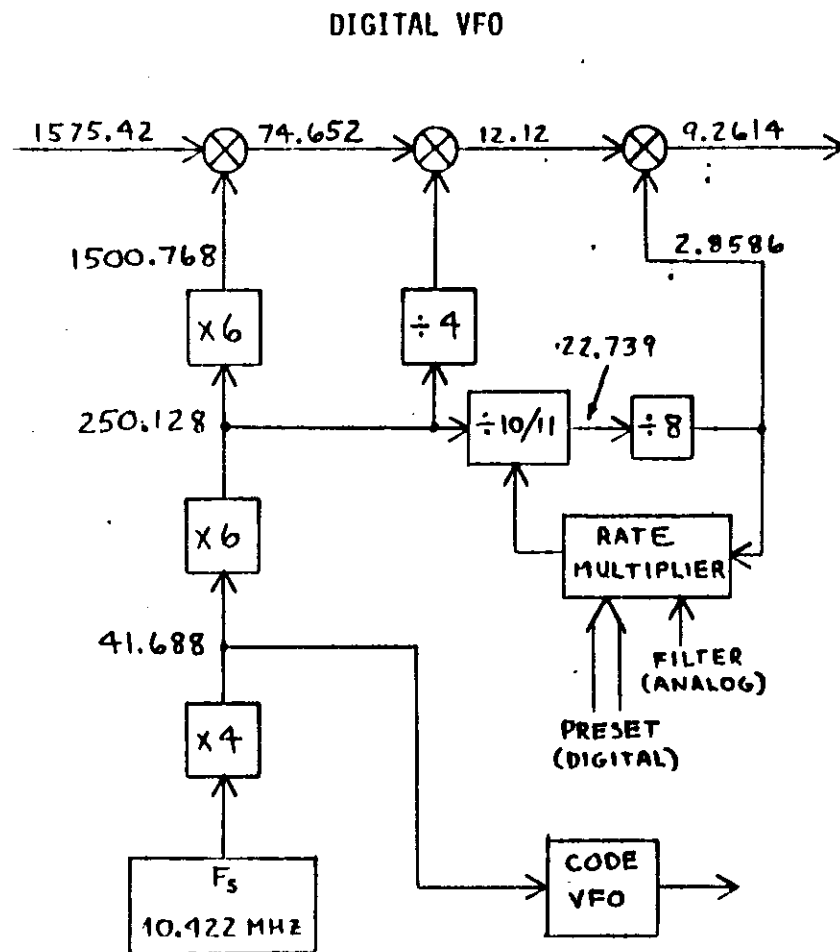 DIGITAL VFO
1575.42
74.652
12.12
9.2614
1500.768
2.8586
x6
÷4
22.739
250.128
÷10/11
÷8
x6
RATE
MULTIPLIER
41.688
FILTER
(ANALOG)
x4
PRESET
(DIGITAL)
Fs
10.422 MHZ
CODE
VFO